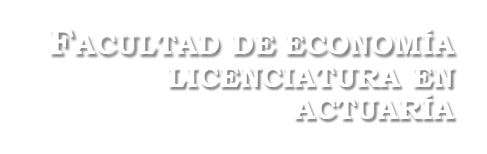 FACULTAD DE ECONOMÍA
LICENCIATURA EN
ACTUARÍA